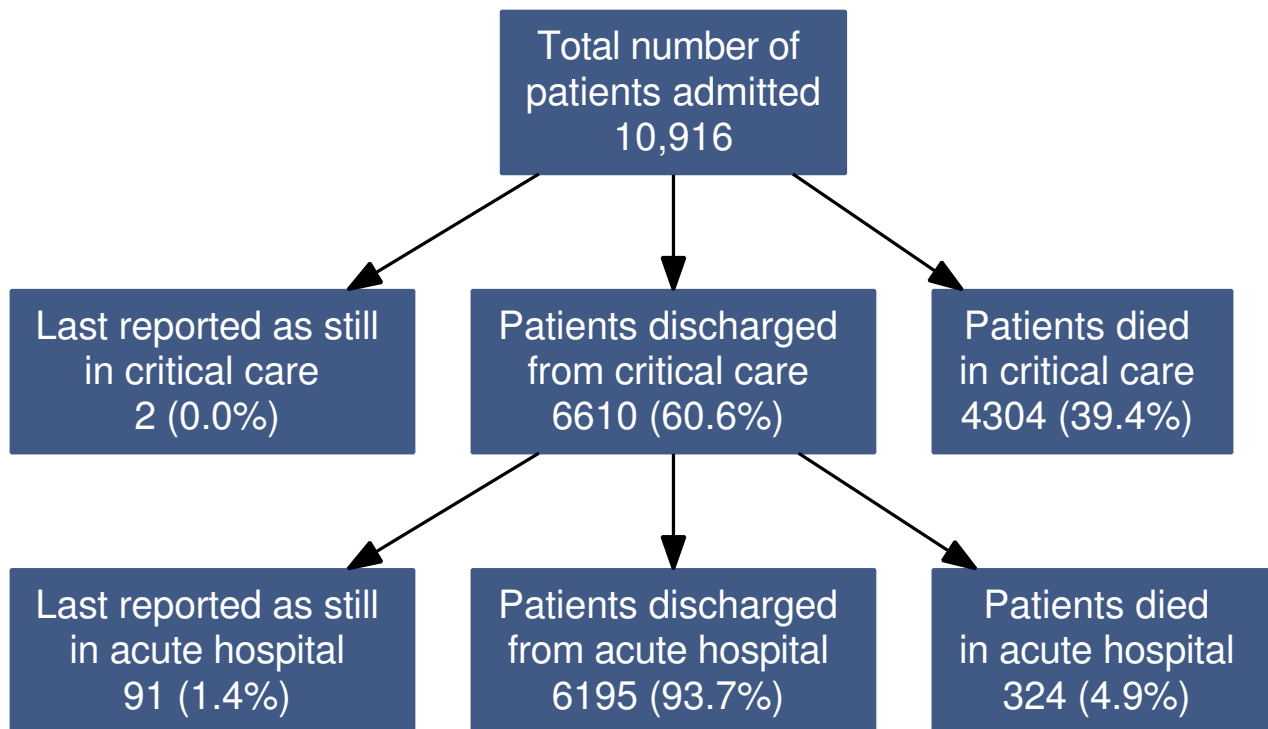 Total number of
patients admitted
10,916
Last reported as still
in critical care
2 (0.0%)
Patients discharged
from critical care
6610 (60.6%)
Patients died
in critical care
4304 (39.4%)
Last reported as still
in acute hospital
91 (1.4%)
Patients discharged
from acute hospital
6195 (93.7%)
Patients died
in acute hospital
324 (4.9%)